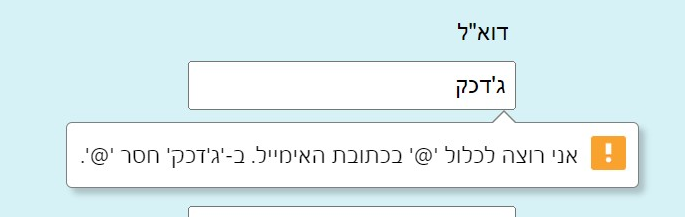 דוא"ל
ג'דכק
אני רוצה לכלול '@' בכתובת האימייל. ב-'ג'דכק' חסר '@'.